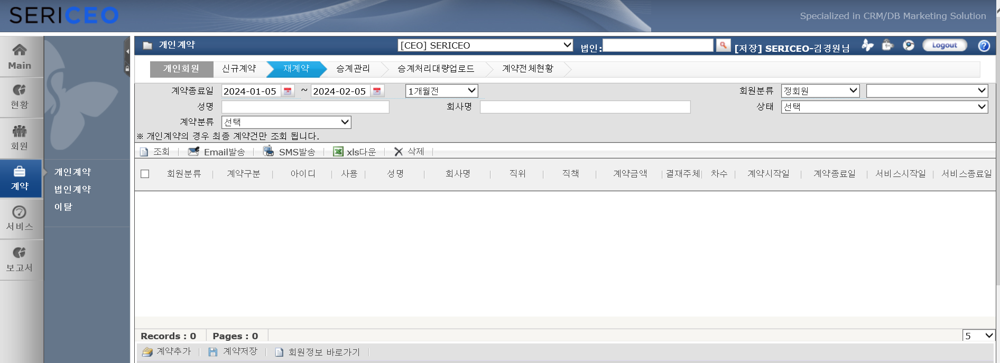 SERICEO
Specialized in CRM/DB Marketing Solution
개인계약 [CEO] SERICEO 법인: [저장] SERICEO-김경원님 Logout ?
Main
현황
회원
계약
서비스
보고서
개인계약
법인계약
이탈
개인회원 신규계약 재계약 승계관리 승계처리대량업로드 계약전체현황
계약종료일 2024-01-05 ~ 2024-02-05 1개월전 회원분류 정회원
성명 회사명 상태 선택
계약분류 선택
※ 개인계약의 경우 최종 계약건만 조회 됩니다.
조회 Email발송 SMS발송 xls다운 삭제
회원분류 계약구분 아이디 사용 성명 회사명 직위 직책 계약금액 결재주체 차수 계약시작일 계약종료일 서비스시작일 서비스종료일
Records : 0 Pages : 0 5
계약추가 계약저장 회원정보 바로가기